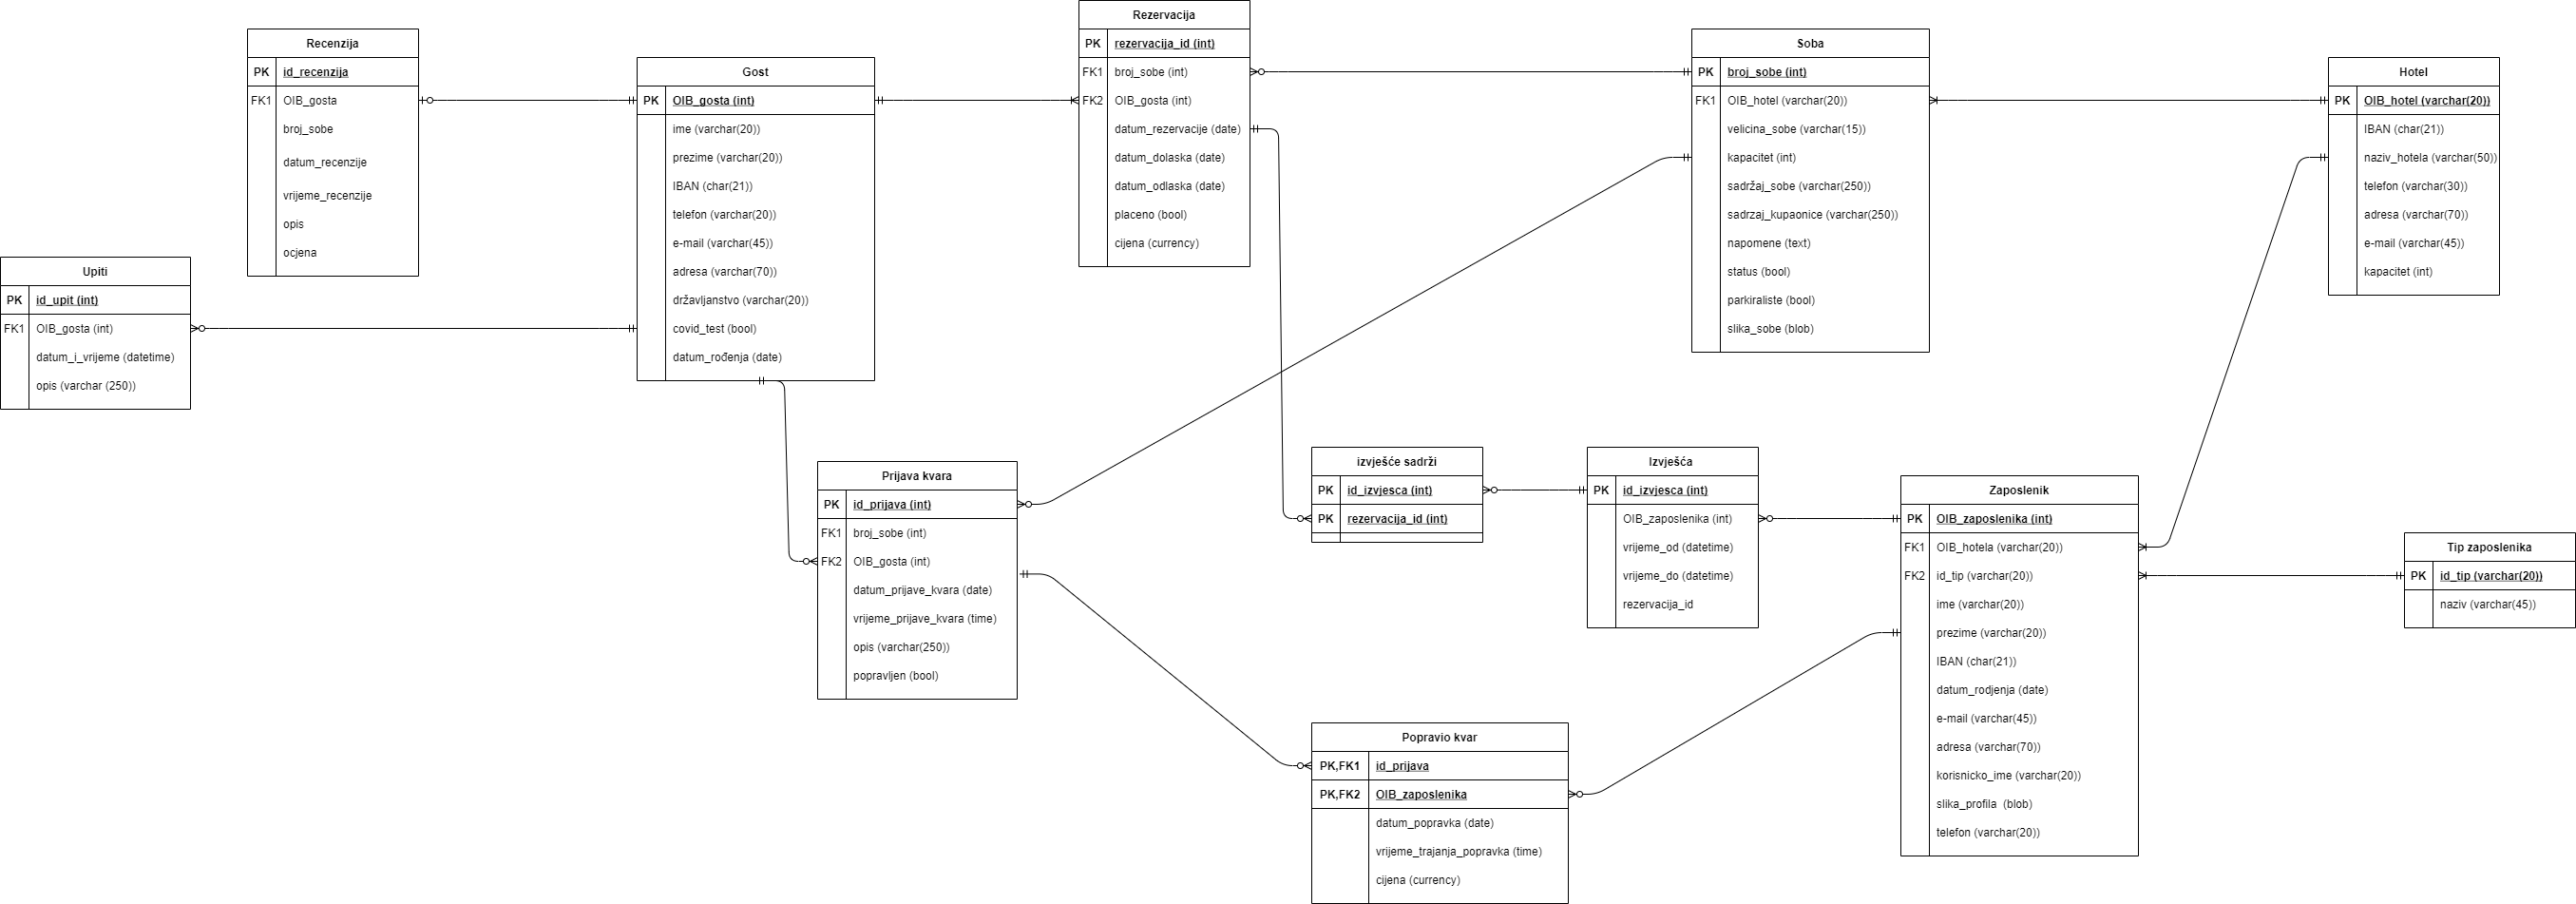 Recenzija
PK id_recenzija
FK1 OIB_gosta
broj_sobe
datum_recenzije
vrijeme_recenzije
opis
ocjena
Upiti
PK id_upit (int)
FK1 OIB_gosta (int)
datum_i_vrijeme (datetime)
opis (varchar (250))
Gost
PK OIB_gosta (int)
ime (varchar(20))
prezime (varchar(20))
IBAN (char(21))
telefon (varchar(20))
e-mail (varchar(45))
adresa (varchar(70))
državljanstvo (varchar(20))
covid_test (bool)
datum_rođenja (date)
Rezervacija
PK rezervacija_id (int)
FK1 broj_sobe (int)
FK2 OIB_gosta (int)
datum_rezervacije (date)
datum_dolaska (date)
datum_odlaska (date)
placeno (bool)
cijena (currency)
Soba
PK broj_sobe (int)
FK1 OIB_hotel (varchar(20))
velicina_sobe (varchar(15))
kapacitet (int)
sadržaj_sobe (varchar(250))
sadrzaj_kupaonice (varchar(250))
napomene (text)
status (bool)
parkiraliste (bool)
slika_sobe (blob)
Hotel
PK OIB_hotel (varchar(20))
IBAN (char(21))
naziv_hotela (varchar(50))
telefon (varchar(30))
adresa (varchar(70))
e-mail (varchar(45))
kapacitet (int)
Prijava kvara
PK id_prijava (int)
FK1 broj_sobe (int)
FK2 OIB_gosta (int)
datum_prijave_kvara (date)
vrijeme_prijave_kvara (time)
opis (varchar(250))
popravljen (bool)
izvješće sadrži
PK id_izvjesca (int)
PK rezervacija_id (int)
Izvješća
PK id_izvjesca (int)
OIB_zaposlenika (int)
vrijeme_od (datetime)
vrijeme_do (datetime)
rezervacija_id
Zaposlenik
PK OIB_zaposlenika (int)
FK1 OIB_hotela (varchar(20))
FK2 id_tip (varchar(20))
ime (varchar(20))
prezime (varchar(20))
IBAN (char(21))
datum_rodjenja (date)
e-mail (varchar(45))
adresa (varchar(70))
korisnicko_ime (varchar(20))
slika_profila (blob)
telefon (varchar(20))
Tip zaposlenika
PK id_tip (varchar(20))
naziv (varchar(45))
Popravio kvar
PK,FK1 id_prijava
PK,FK2 OIB_zaposlenika
datum_popravka (date)
vrijeme_trajanja_popravka (time)
cijena (currency)